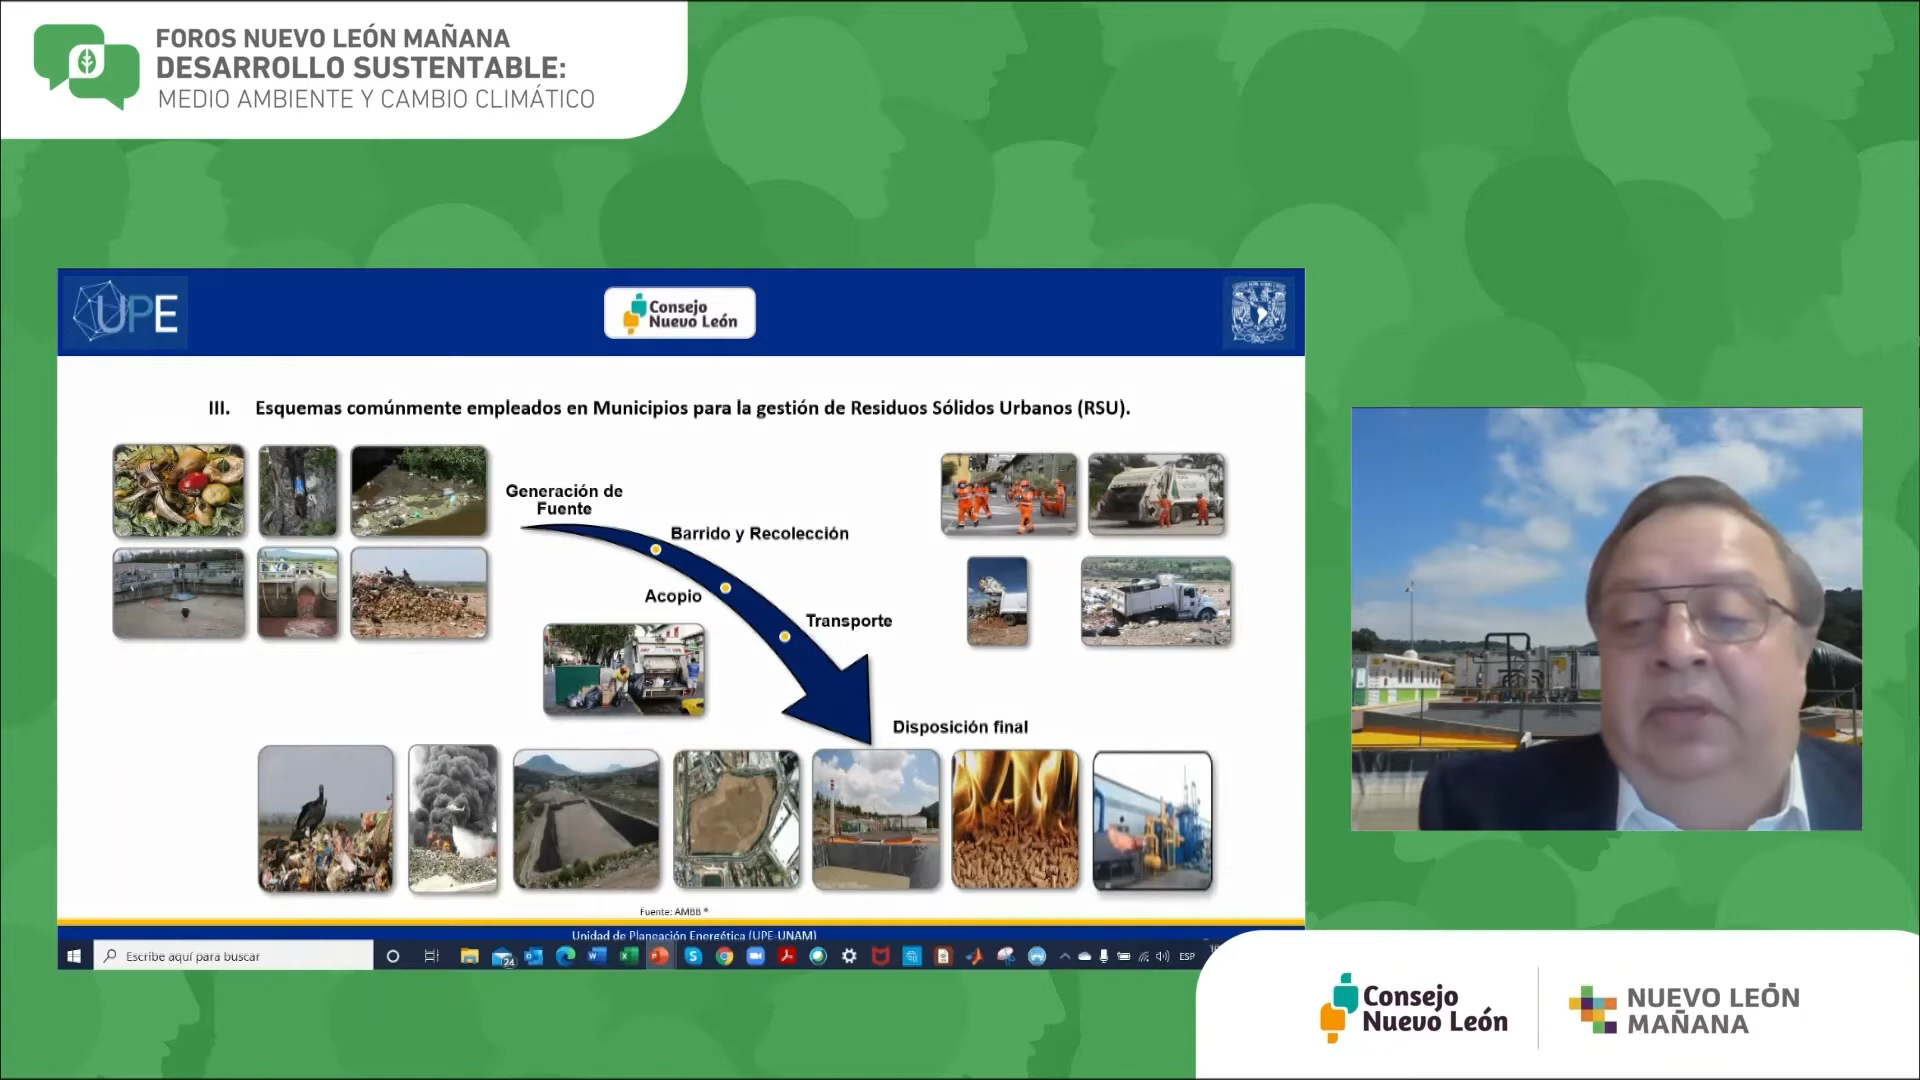 FOROS NUEVO LEÓN MAÑANA
DESARROLLO SUSTENTABLE:
MEDIO AMBIENTE Y CAMBIO CLIMÁTICO
UPE
Consejo
Nuevo León
III. Esquemas comúnmente empleados en Municipios para la gestión de Residuos Sólidos Urbanos (RSU).
Generación de
Fuente
Barrido y Recolección
Acopio
Transporte
Disposición final
Fuente: AMBB *
Unidad de Planeación Energética (UPE-UNAM)
Escribe aquí para buscar
24
ESP
Consejo
Nuevo León
NUEVO LEÓN
MAÑANA